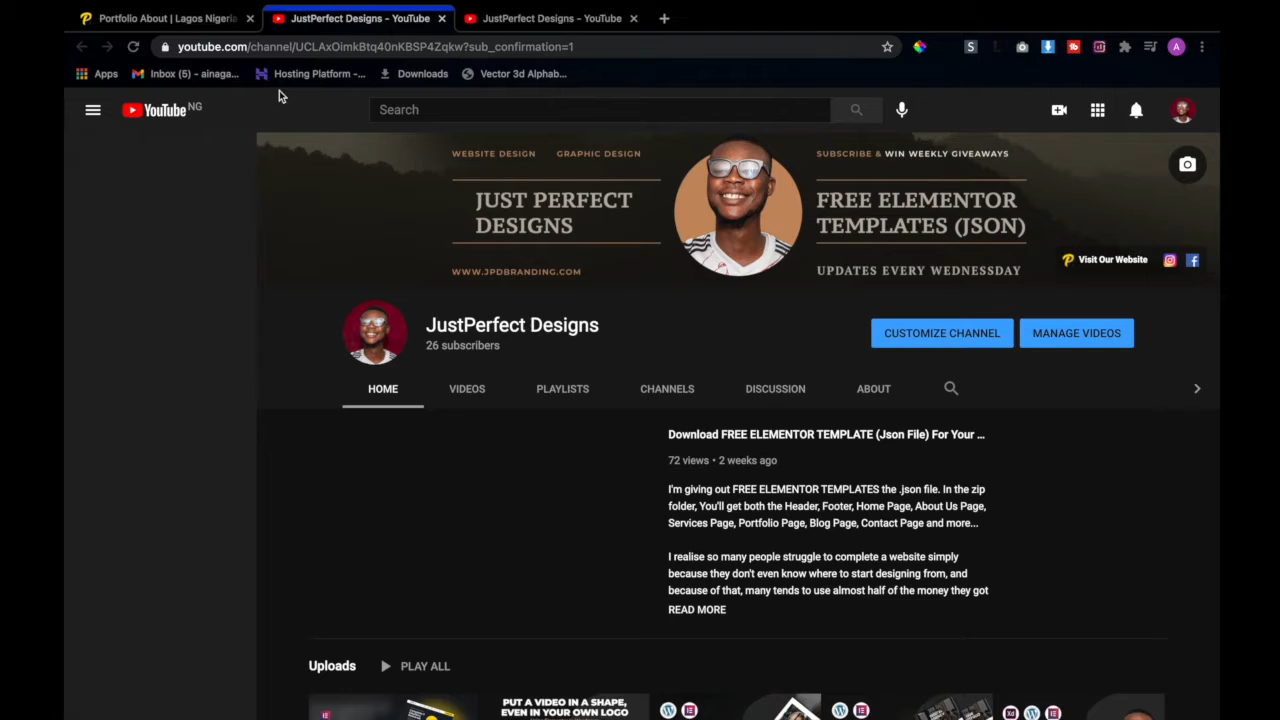 Portfolio About | Lagos Nigeria
JustPerfect Designs - YouTube
JustPerfect Designs - YouTube
youtube.com/channel/UCLAxOimkBtq40nKBSP4Zqkw?sub_confirmation=1
Apps
Inbox (5) – ainaga...
Hosting Platform -...
Downloads
Vector 3d Alphab...
YouTube NG
Search
WEBSITE DESIGN GRAPHIC DESIGN
JUST PERFECT
DESIGNS
WWW.JPDBRANDING.COM
SUBSCRIBE & WIN WEEKLY GIVEAWAYS
FREE ELEMENTOR
TEMPLATES (JSON)
UPDATES EVERY WEDNESDAY
Visit Our Website
JustPerfect Designs
26 subscribers
CUSTOMIZE CHANNEL
MANAGE VIDEOS
HOME VIDEOS PLAYLISTS CHANNELS DISCUSSION ABOUT
Download FREE ELEMENTOR TEMPLATE (Json File) For Your ...
72 views • 2 weeks ago
I'm giving out FREE ELEMENTOR TEMPLATES the .json file. In the zip
folder, You'll get both the Header, Footer, Home Page, About Us Page,
Services Page, Portfolio Page, Blog Page, Contact Page and more...
I realise so many people struggle to complete a website simply
because they don't even know where to start designing from, and
because of that, many tends to use almost half of the money they got
READ MORE
Uploads
PLAY ALL
PUT A VIDEO IN A SHAPE,
EVEN IN YOUR OWN LOGO